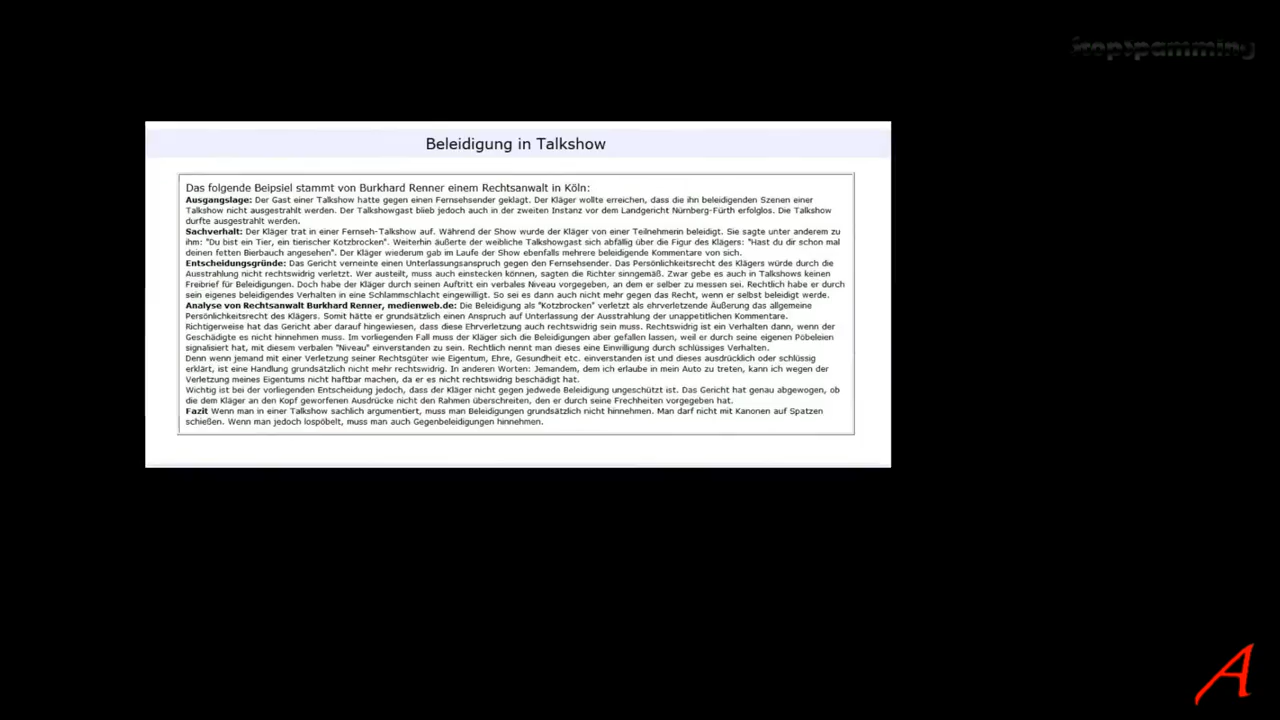 Stopspamming
Beleidigung in Talkshow
Das folgende Beipsiel stammt von Burkhard Renner einem Rechtsanwalt in Köln:
Ausgangslage: Der Gast einer Talkshow hatte gegen einen Fernsehsender geklagt. Der Kläger wollte erreichen, dass die ihn beleidigenden Szenen einer
Talkshow nicht ausgestrahlt werden. Der Talkshowgast blieb jedoch auch in der zweiten Instanz vor dem Landgericht Nürnberg-Fürth erfolglos. Die Talkshow
durfte ausgestrahlt werden.
Sachverhalt: Der Kläger trat in einer Fernseh-Talkshow auf. Während der Show wurde der Kläger von einer Teilnehmerin beleidigt. Sie sagte unter anderem zu
ihm: "Du bist ein Tier, ein tierischer Kotzbrocken". Weiterhin äußerte der weibliche Talkshowgast sich abfällig über die Figur des Klägers: "Hast du dir schon mal
deinen fetten Bierbauch angesehen". Der Kläger wiederum gab im Laufe der Show ebenfalls mehrere beleidigende Kommentare von sich.
Entscheidungsgründe: Das Gericht verneinte einen Unterlassungsanspruch gegen den Fernsehsender. Das Persönlichkeitsrecht des Klägers würde durch die
Ausstrahlung nicht rechtswidrig verletzt. Wer austeilt, muss auch einstecken können, sagten die Richter sinngemäß. Zwar gebe es auch in Talkshows keinen
Freibrief für Beleidigungen. Doch habe der Kläger durch seinen Auftritt ein verbales Niveau vorgegeben, an dem er selber zu messen sei. Rechtlich habe er durch
sein eigenes beleidigendes Verhalten in eine Schlammschlacht eingewilligt. So sei es dann auch nicht mehr gegen das Recht, wenn er selbst beleidigt werde.
Analyse von Rechtsanwalt Burkhard Renner, medienweb.de: Die Beleidigung als "Kotzbrocken" verletzt als ehrverletzende Äußerung das allgemeine
Persönlichkeitsrecht des Klägers. Somit hätte er grundsätzlich einen Anspruch auf Unterlassung der Ausstrahlung der unappetitlichen Kommentare.
Richtigerweise hat das Gericht aber darauf hingewiesen, dass diese Ehrverletzung auch rechtswidrig sein muss. Rechtswidrig ist ein Verhalten dann, wenn der
Geschädigte es nicht hinnehmen muss. Im vorliegenden Fall muss der Kläger sich die Beleidigungen aber gefallen lassen, weil er durch seine eigenen Pöbeleien
signalisiert hat, mit diesem verbalen "Niveau" einverstanden zu sein. Rechtlich nennt man dieses eine Einwilligung durch schlüssiges Verhalten.
Denn wenn jemand mit einer Verletzung seiner Rechtsgüter wie Eigentum, Ehre, Gesundheit etc. einverstanden ist und dieses ausdrücklich oder schlüssig
erklärt, ist eine Handlung grundsätzlich nicht mehr rechtswidrig. In anderen Worten: Jemandem, dem ich erlaube in mein Auto zu treten, kann ich wegen der
Verletzung meines Eigentums nicht haftbar machen, da er es nicht rechtswidrig beschädigt hat.
Wichtig ist bei der vorliegenden Entscheidung jedoch, dass der Kläger nicht gegen jedwede Beleidigung ungeschützt ist. Das Gericht hat genau abgewogen, ob
die dem Kläger an den Kopf geworfenen Ausdrücke nicht den Rahmen überschreiten, den er durch seine Frechheiten vorgegeben hat.
Fazit Wenn man in einer Talkshow sachlich argumentiert, muss man Beleidigungen grundsätzlich nicht hinnehmen. Man darf nicht mit Kanonen auf Spatzen
schießen. Wenn man jedoch lospöbelt, muss man auch Gegenbeleidigungen hinnehmen.
A